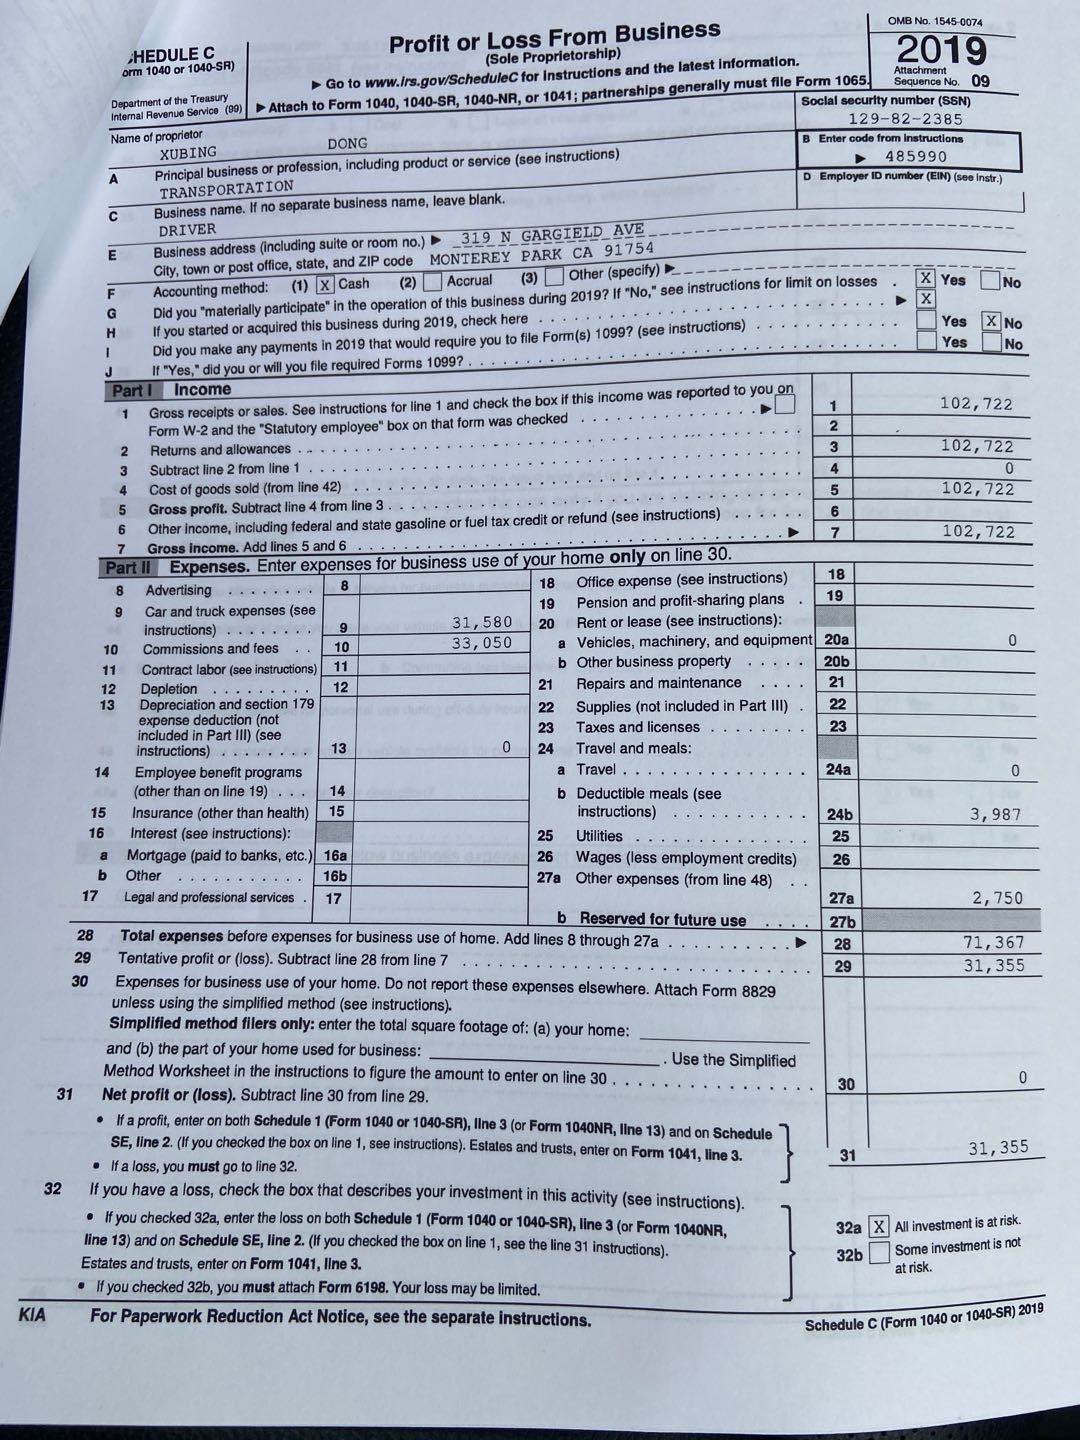 HEDULE C
orm 1040 or 1040-SR)
Department of the Treasury
Internal Revenue Service (99)
Profit or Loss From Business
(Sole Proprietorship)
▶ Go to www.irs.gov/ScheduleC for instructions and the latest information.
▶ Attach to Form 1040, 1040-SR, 1040-NR, or 1041; partnerships generally must file Form 1065.
OMB No. 1545-0074
2019
Attachment
Sequence No. 09
Name of proprietor
XUBING DONG
Social security number (SSN)
129-82-2385
A Principal business or profession, including product or service (see instructions)
TRANSPORTATION
B Enter code from instructions
▶ 485990
C Business name. If no separate business name, leave blank.
DRIVER
D Employer ID number (EIN) (see instr.)
E Business address (including suite or room no.) ▶ 319 N GARGIELD AVE
City, town or post office, state, and ZIP code MONTEREY PARK CA 91754
F Accounting method: (1) X Cash (2) Accrual (3) Other (specify) ▶
G Did you "materially participate" in the operation of this business during 2019? If "No," see instructions for limit on losses . X Yes No
H If you started or acquired this business during 2019, check here ▶ X
I Did you make any payments in 2019 that would require you to file Form(s) 1099? (see instructions) Yes X No
J If "Yes," did you or will you file required Forms 1099? Yes No
Part I Income
1 Gross receipts or sales. See instructions for line 1 and check the box if this income was reported to you on
Form W-2 and the "Statutory employee" box on that form was checked ▶ 1 102,722
2 Returns and allowances 2
3 Subtract line 2 from line 1 3 102,722
4 Cost of goods sold (from line 42) 4 0
5 Gross profit. Subtract line 4 from line 3 5 102,722
6 Other income, including federal and state gasoline or fuel tax credit or refund (see instructions) 6
7 Gross income. Add lines 5 and 6 ▶ 7 102,722
Part II Expenses. Enter expenses for business use of your home only on line 30.
8 Advertising 8
9 Car and truck expenses (see
instructions) 9 31,580
10 Commissions and fees 10 33,050
11 Contract labor (see instructions) 11
12 Depletion 12
13 Depreciation and section 179
expense deduction (not
included in Part III) (see
instructions) 13 0
14 Employee benefit programs
(other than on line 19) 14
15 Insurance (other than health) 15
16 Interest (see instructions):
a Mortgage (paid to banks, etc.) 16a
b Other 16b
17 Legal and professional services 17
18 Office expense (see instructions) 18
19 Pension and profit-sharing plans 19
20 Rent or lease (see instructions):
a Vehicles, machinery, and equipment 20a 0
b Other business property 20b
21 Repairs and maintenance 21
22 Supplies (not included in Part III) 22
23 Taxes and licenses 23
24 Travel and meals:
a Travel 24a 0
b Deductible meals (see
instructions) 24b 3,987
25 Utilities 25
26 Wages (less employment credits) 26
27a Other expenses (from line 48) 27a 2,750
b Reserved for future use 27b
28 Total expenses before expenses for business use of home. Add lines 8 through 27a ▶ 28 71,367
29 Tentative profit or (loss). Subtract line 28 from line 7 29 31,355
30 Expenses for business use of your home. Do not report these expenses elsewhere. Attach Form 8829
unless using the simplified method (see instructions).
Simplified method filers only: enter the total square footage of: (a) your home:
and (b) the part of your home used for business: . Use the Simplified
Method Worksheet in the instructions to figure the amount to enter on line 30 30 0
31 Net profit or (loss). Subtract line 30 from line 29.
• If a profit, enter on both Schedule 1 (Form 1040 or 1040-SR), line 3 (or Form 1040NR, line 13) and on Schedule
SE, line 2. (If you checked the box on line 1, see instructions). Estates and trusts, enter on Form 1041, line 3.
• If a loss, you must go to line 32.
31 31,355
32 If you have a loss, check the box that describes your investment in this activity (see instructions).
• If you checked 32a, enter the loss on both Schedule 1 (Form 1040 or 1040-SR), line 3 (or Form 1040NR,
line 13) and on Schedule SE, line 2. (If you checked the box on line 1, see the line 31 instructions).
Estates and trusts, enter on Form 1041, line 3.
• If you checked 32b, you must attach Form 6198. Your loss may be limited.
32a X All investment is at risk.
32b Some investment is not
at risk.
KIA For Paperwork Reduction Act Notice, see the separate instructions.
Schedule C (Form 1040 or 1040-SR) 2019